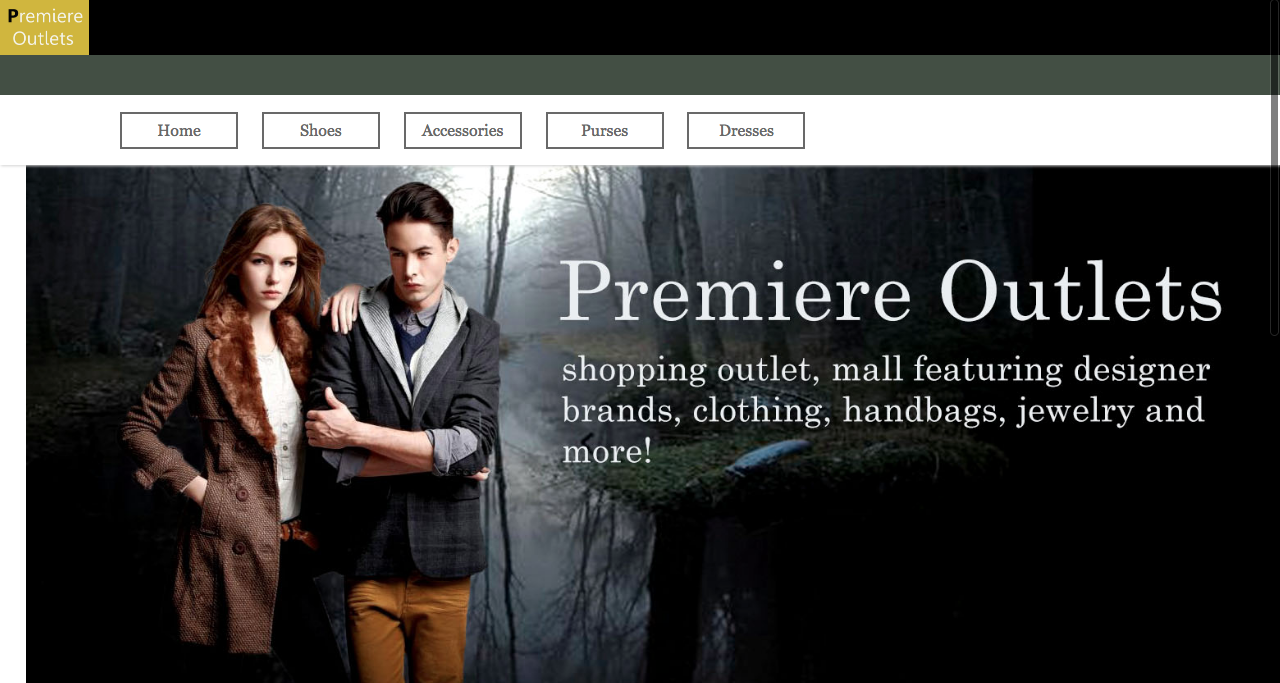 Premiere
Outlets
Home Shoes Accessories Purses Dresses
Premiere Outlets
shopping outlet, mall featuring designer
brands, clothing, handbags, jewelry and
more!